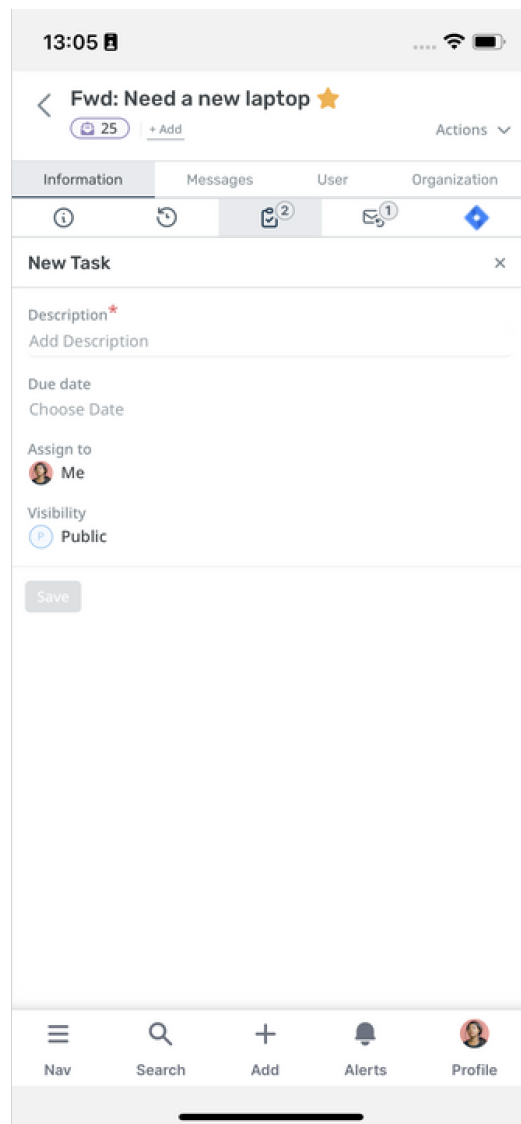 13:05
Fwd: Need a new laptop
25 + Add
Actions
Information Messages User Organization
2 1
New Task
Description*
Add Description
Due date
Choose Date
Assign to
Me
Visibility
P Public
Save
Nav Search Add Alerts Profile